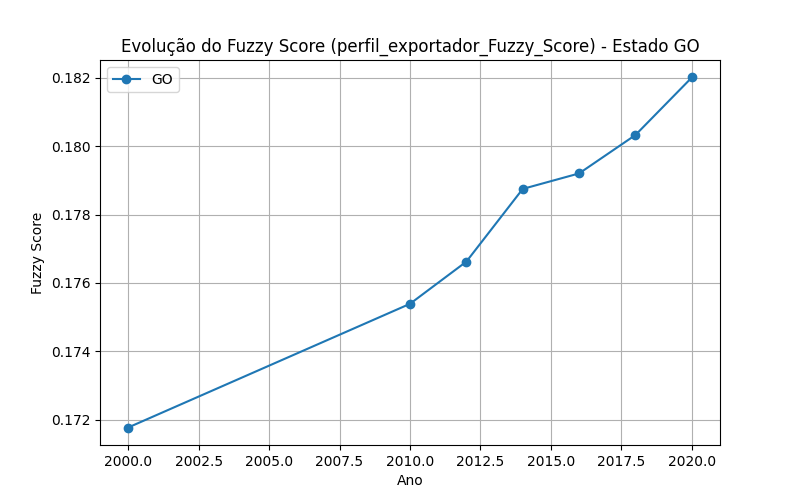 Evolução do Fuzzy Score (perfil_exportador_Fuzzy_Score) - Estado GO
GO
0.182
0.180
0.178
0.176
0.174
0.172
Fuzzy Score
2000.0 2002.5 2005.0 2007.5 2010.0 2012.5 2015.0 2017.5 2020.0
Ano